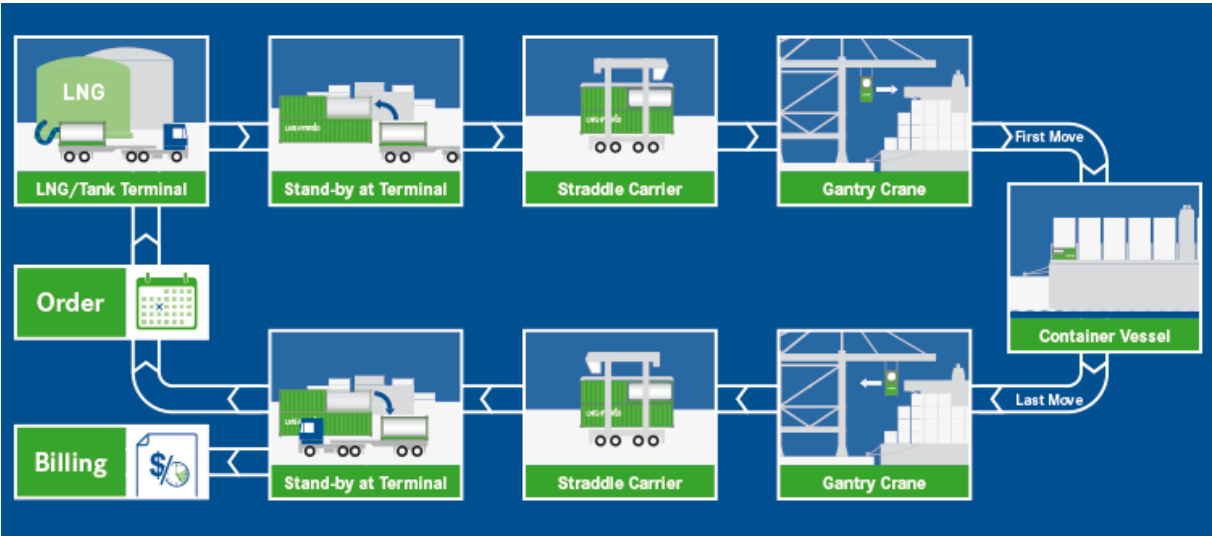 LNG
LNG/Tank Terminal
Stand-by at Terminal
Straddle Carrier
Gantry Crane
First Move
Container Vessel
Order
Last Move
Billing
$/
Stand-by at Terminal
Straddle Carrier
Gantry Crane